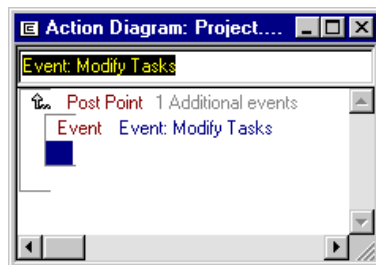 Action Diagram: Project....
Event: Modify Tasks
Post Point 1 Additional events
Event Event: Modify Tasks